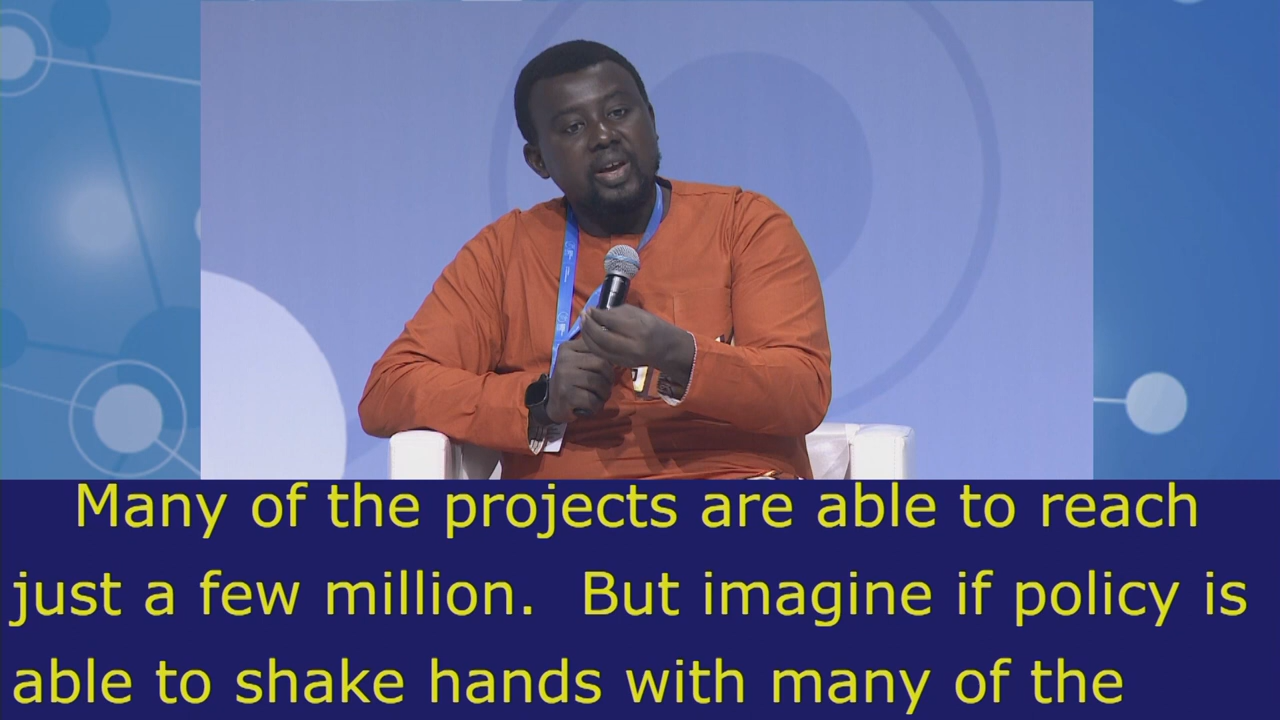 Many of the projects are able to reach
just a few million.  But imagine if policy is
able to shake hands with many of the